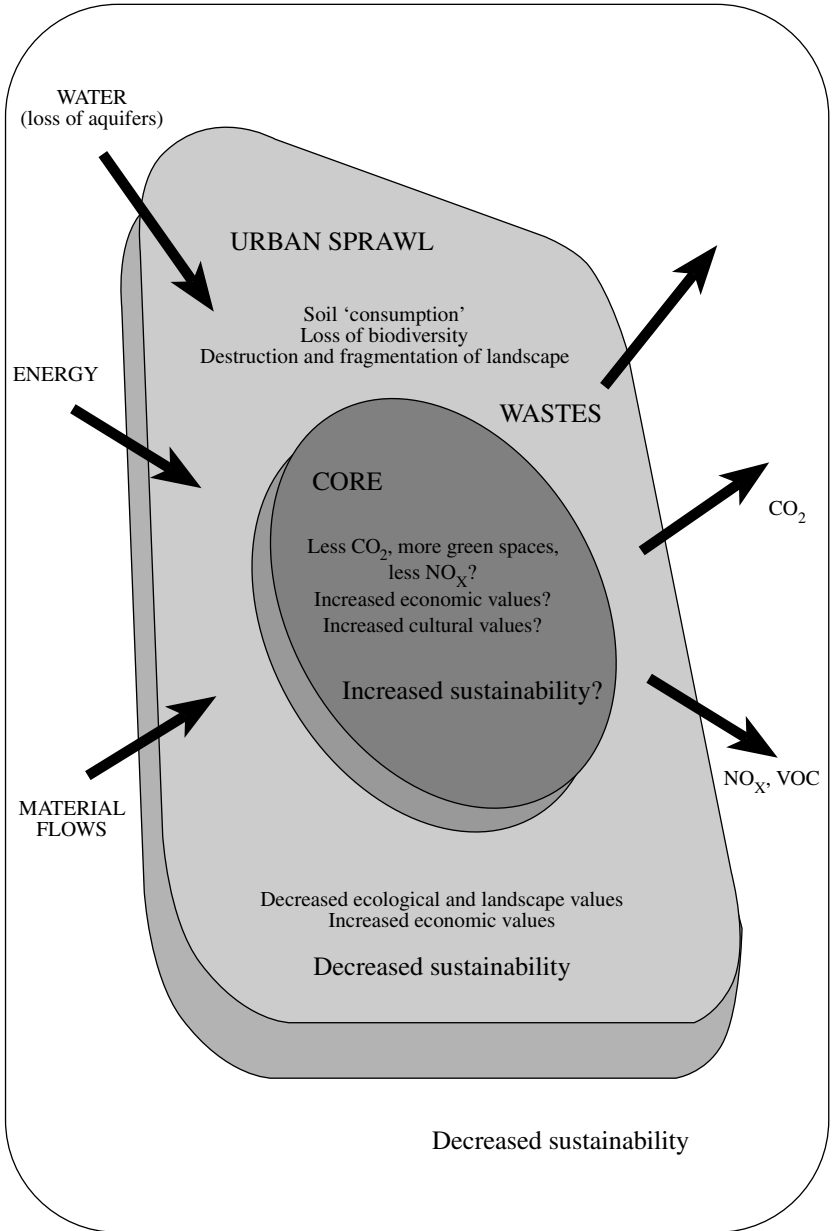 WATER
(loss of aquifers)
URBAN SPRAWL
Soil ‘consumption’
Loss of biodiversity
Destruction and fragmentation of landscape
ENERGY
WASTES
CORE
CO2
Less CO2, more green spaces,
less NOX?
Increased economic values?
Increased cultural values?
Increased sustainability?
NOX, VOC
MATERIAL
FLOWS
Decreased ecological and landscape values
Increased economic values
Decreased sustainability
Decreased sustainability